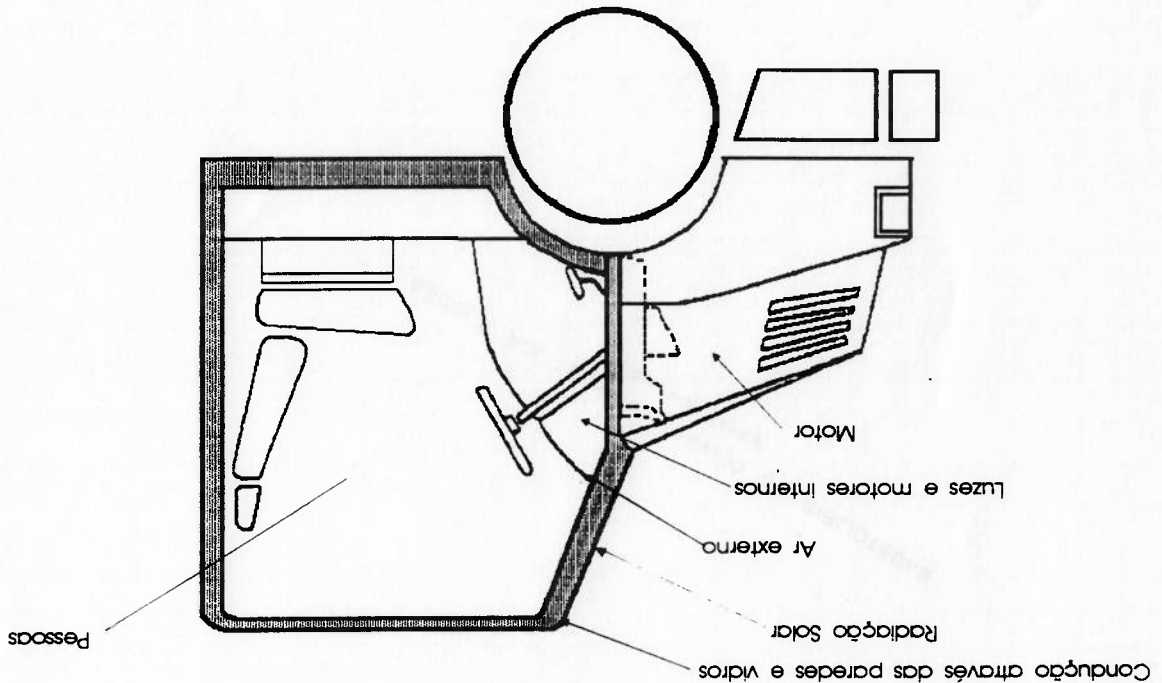 Condução através das paredes e vidros
Radiação Solar
Pessoas
Ar externo
Luzes e motores internos
Motor